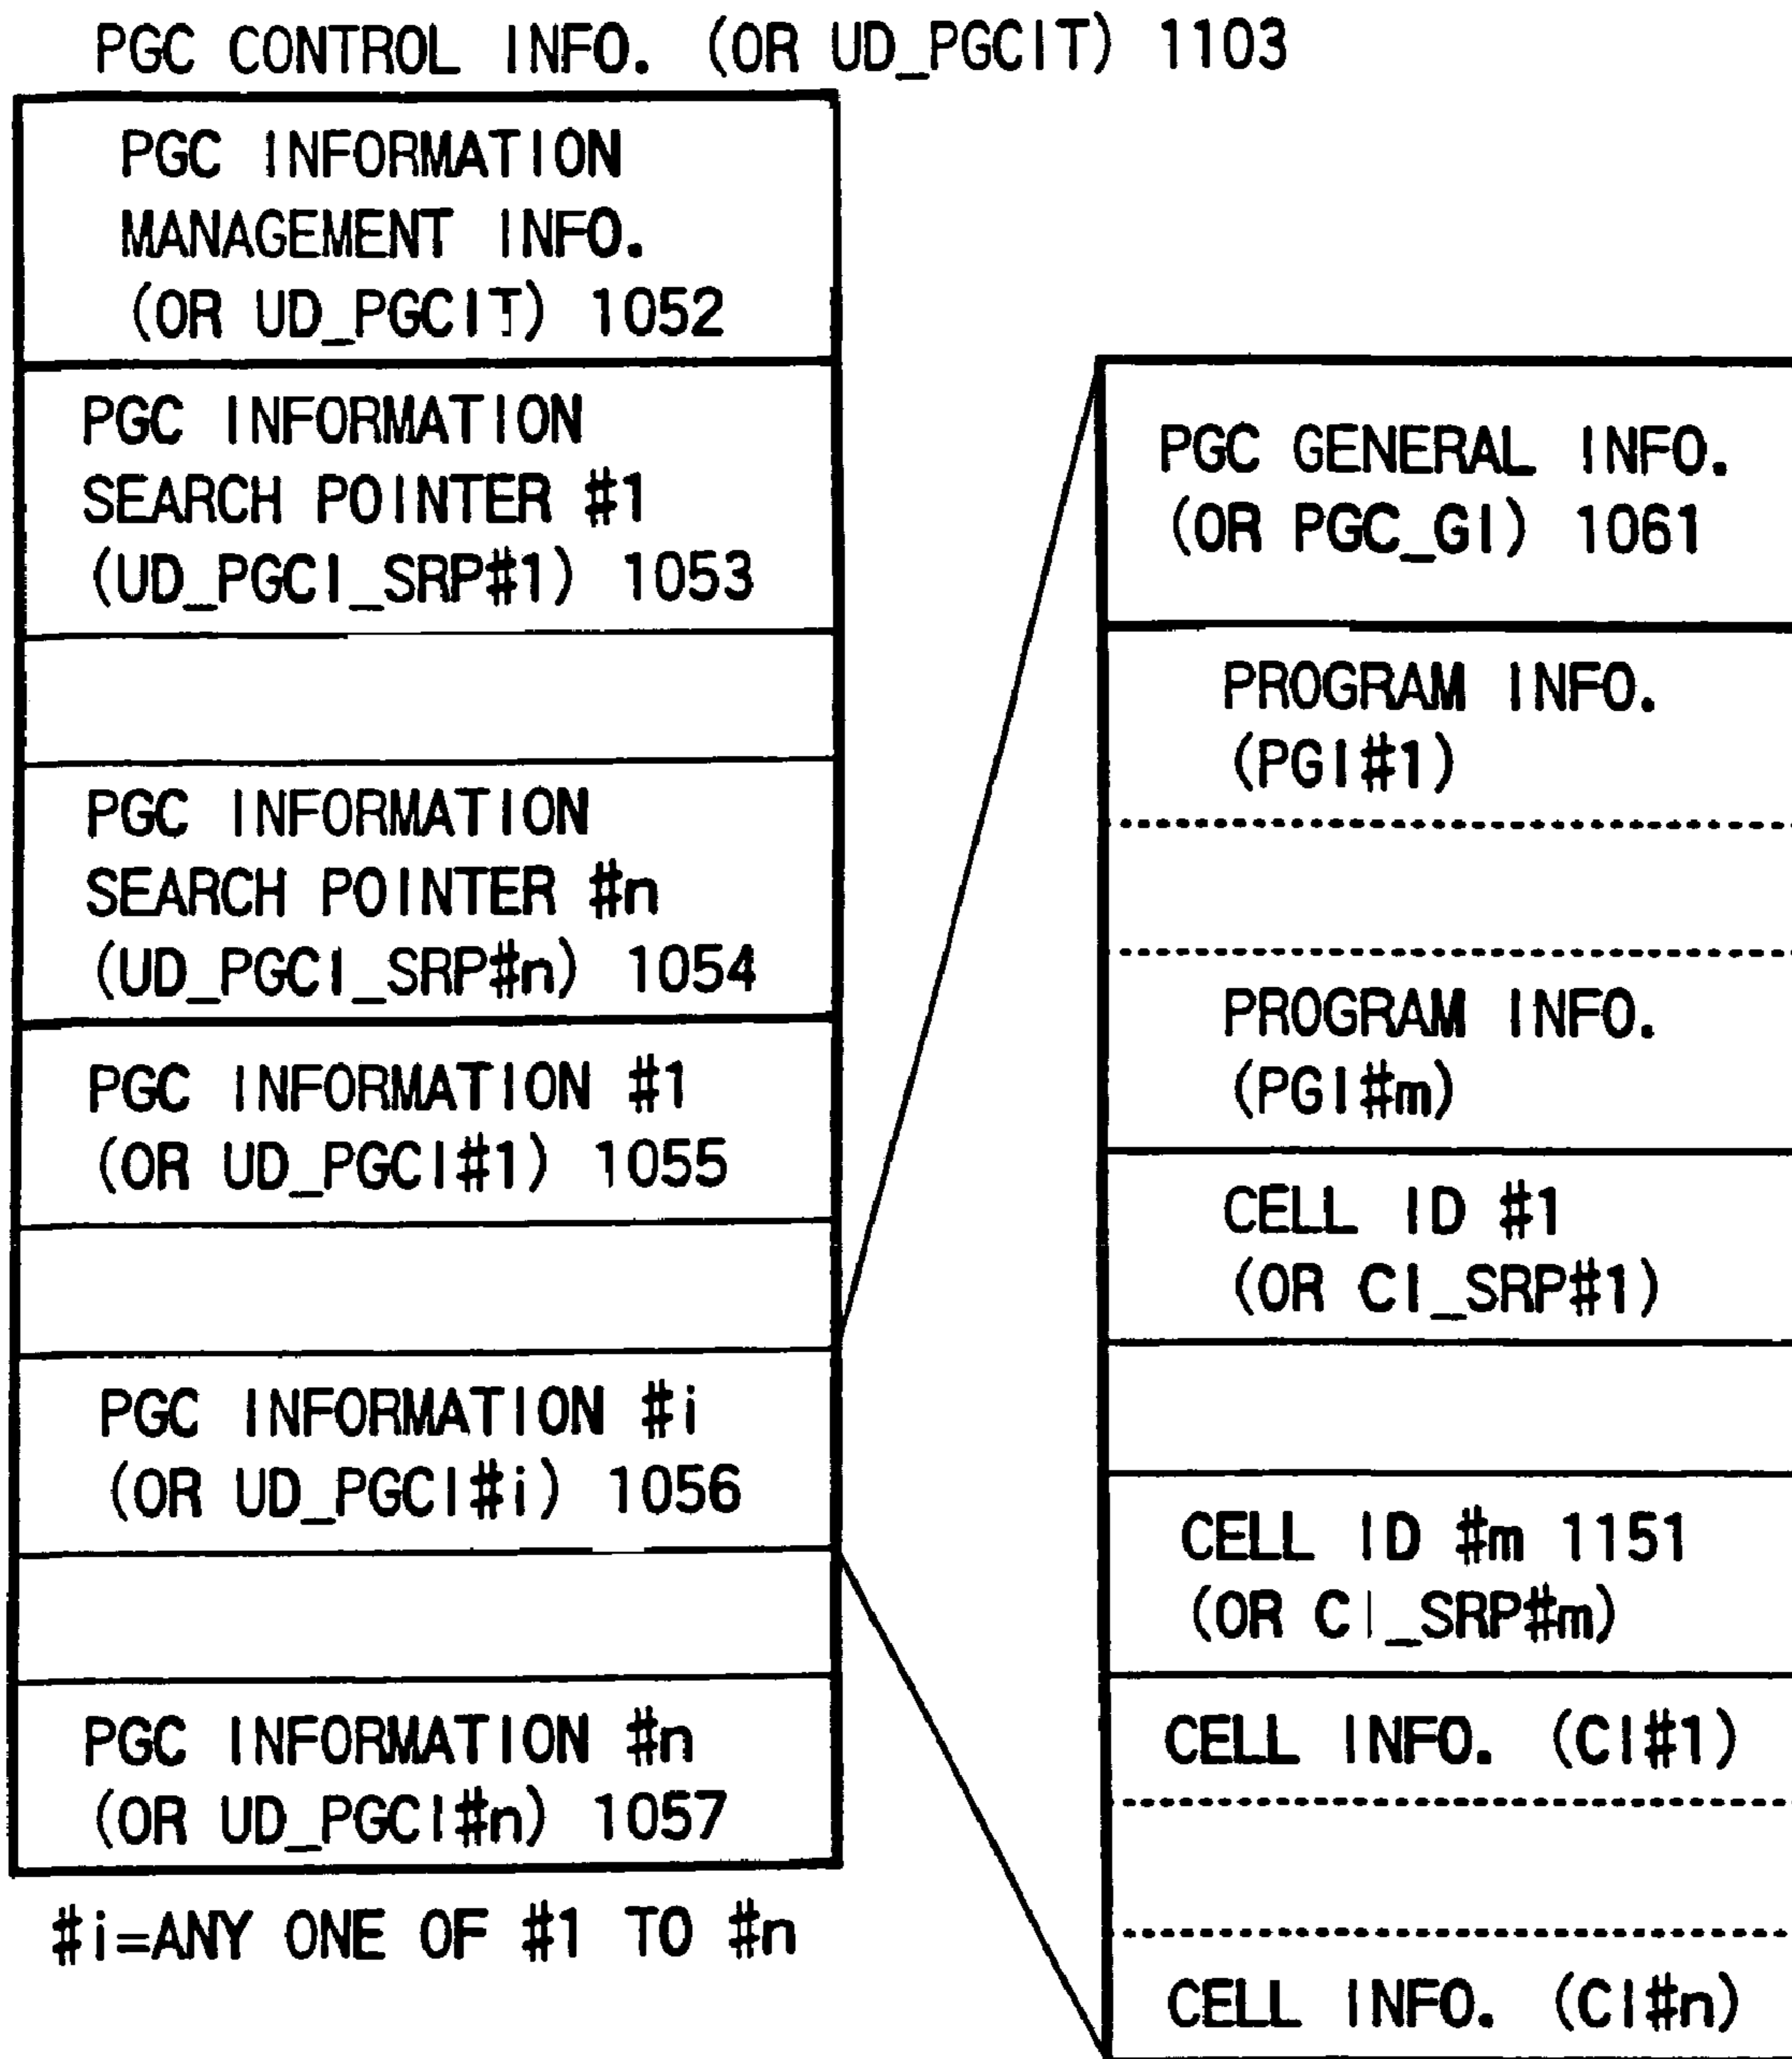 PGC CONTROL INFO. (OR UD_PGCIT) 1103
PGC INFORMATION
MANAGEMENT INFO.
(OR UD_PGCIT) 1052
PGC INFORMATION
SEARCH POINTER #1
(UD_PGCI_SRP#1) 1053
PGC INFORMATION
SEARCH POINTER #n
(UD_PGCI_SRP#n) 1054
PGC INFORMATION #1
(OR UD_PGCI#1) 1055
PGC INFORMATION #i
(OR UD_PGCI#i) 1056
PGC INFORMATION #n
(OR UD_PGCI#n) 1057
#i=ANY ONE OF #1 TO #n
PGC GENERAL INFO.
(OR PGC_GI) 1061
PROGRAM INFO.
(PGI#1)
PROGRAM INFO.
(PGI#m)
CELL ID #1
(OR CI_SRP#1)
CELL ID #m 1151
(OR CI_SRP#m)
CELL INFO. (CI#1)
CELL INFO. (CI#n)